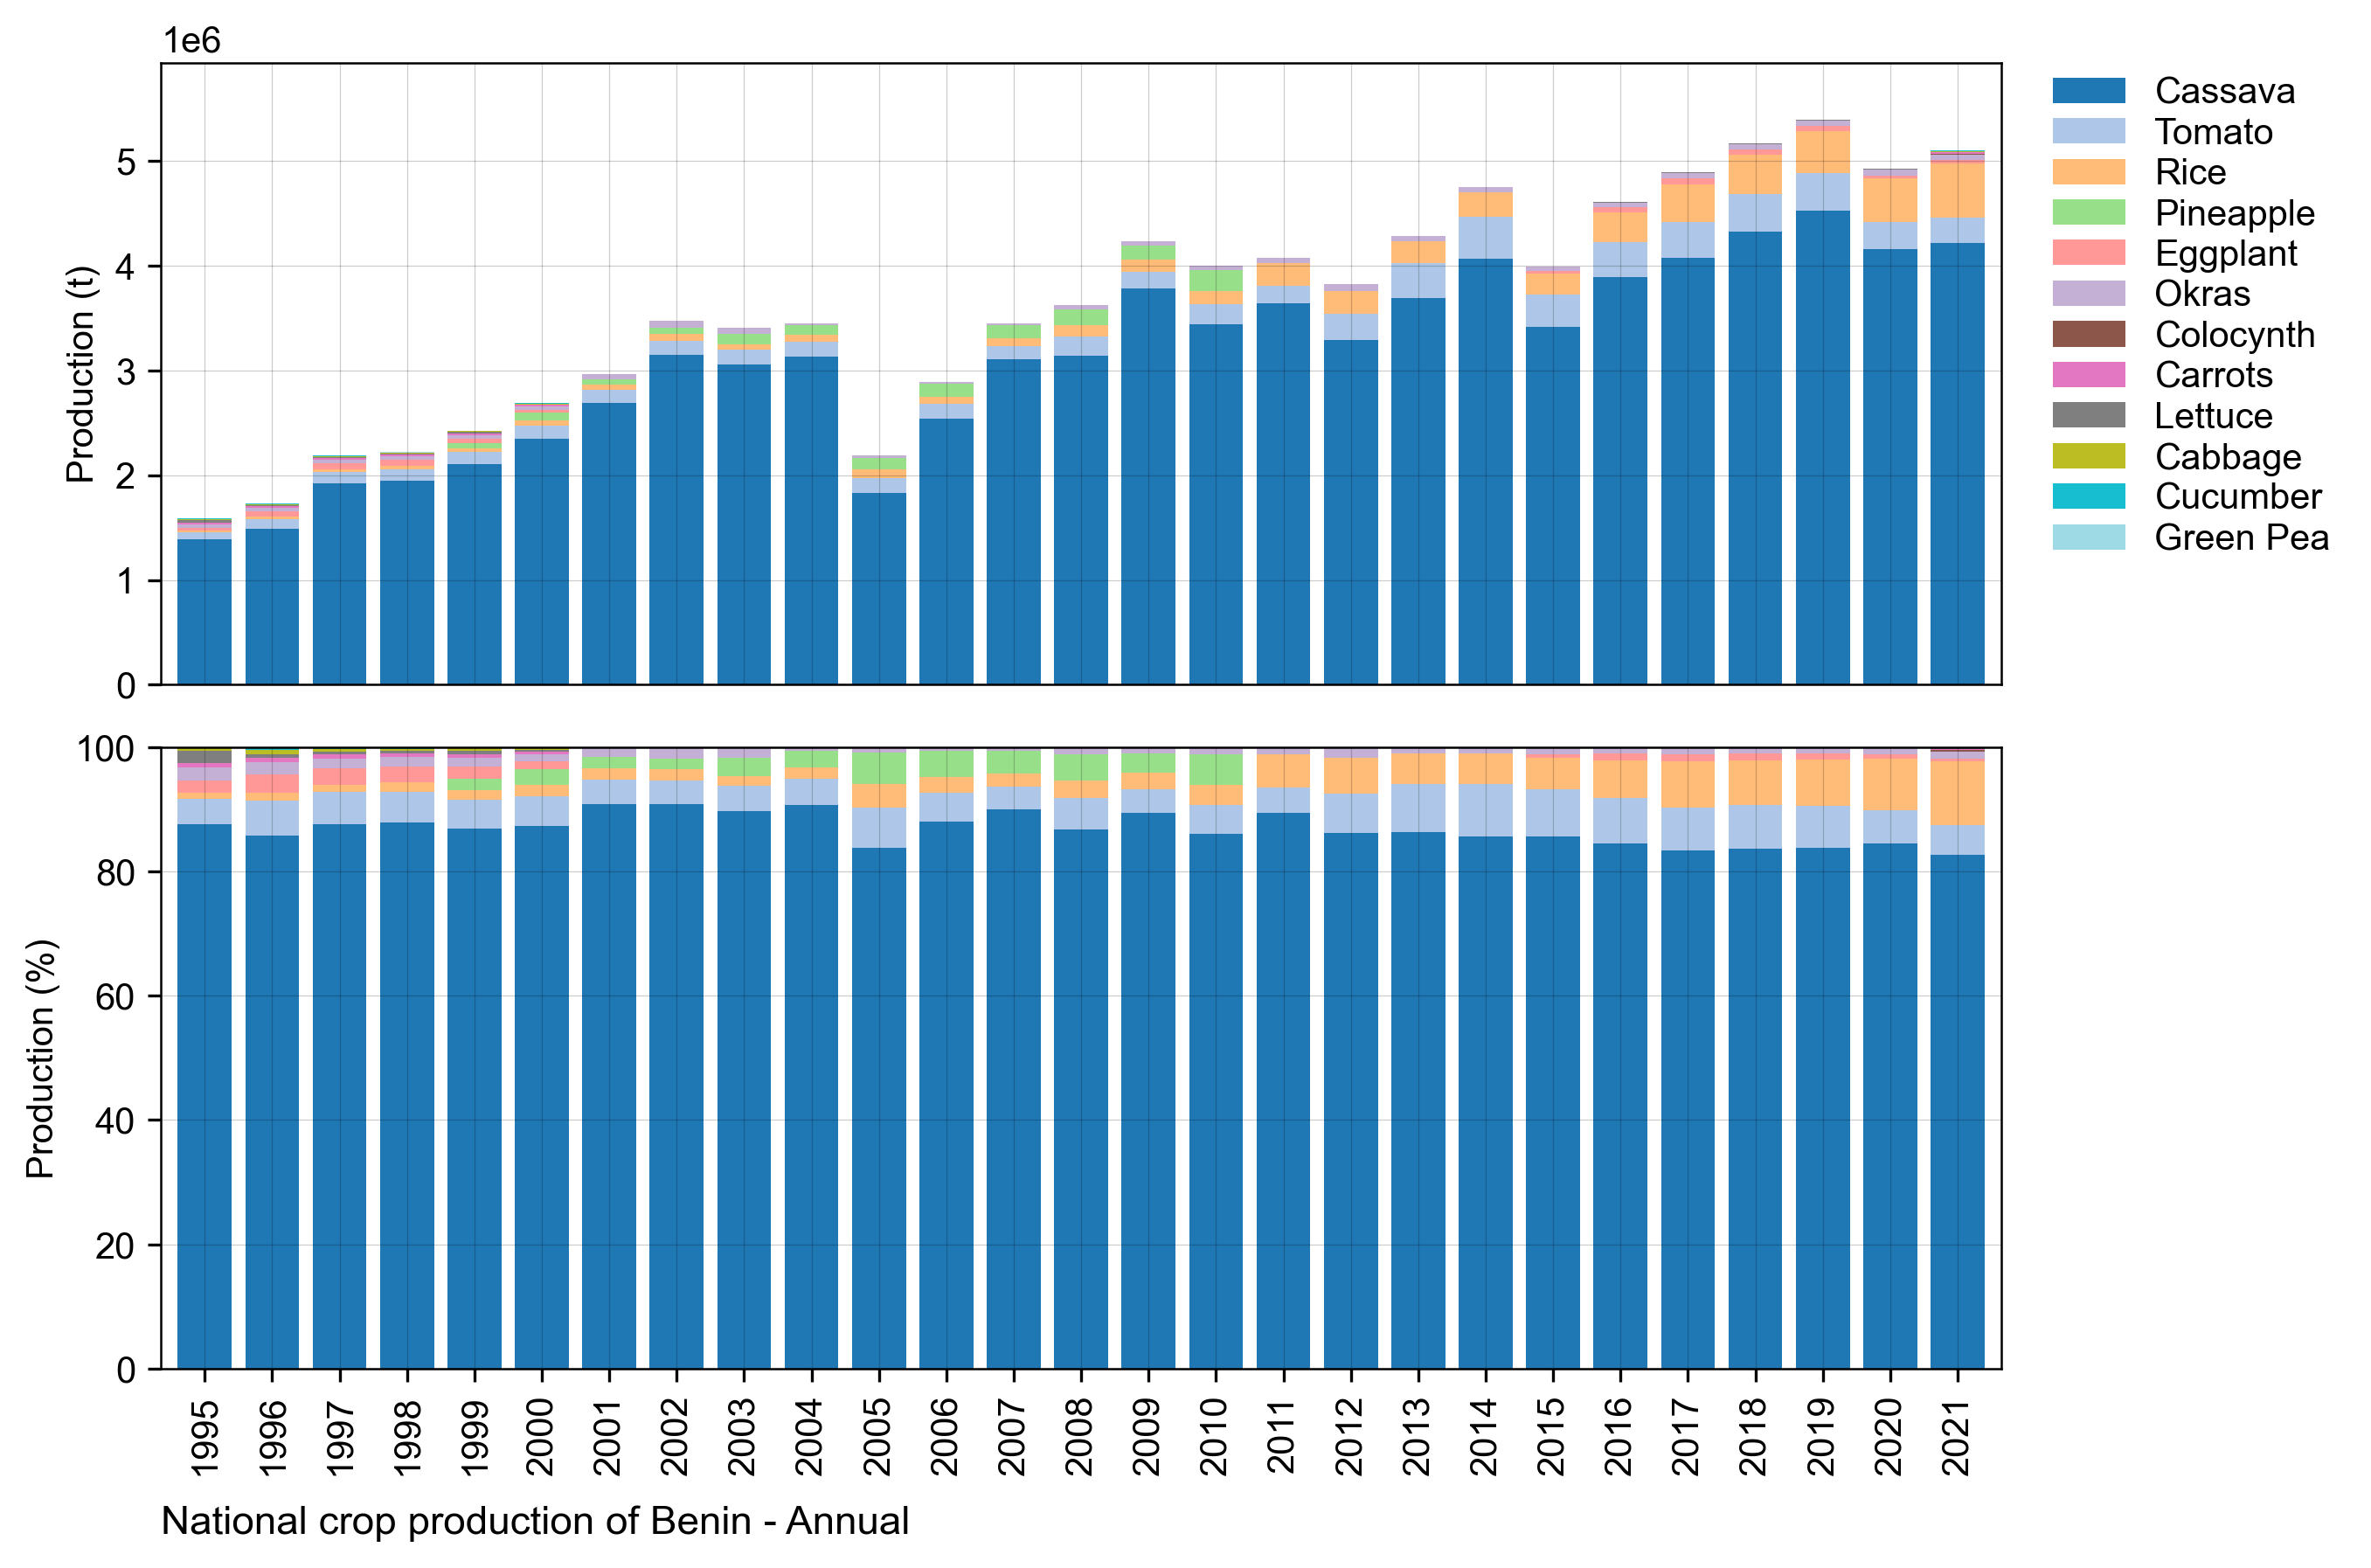 1e6
Production (t)
5
4
3
2
1
0
Cassava
Tomato
Rice
Pineapple
Eggplant
Okras
Colocynth
Carrots
Lettuce
Cabbage
Cucumber
Green Pea
Production (%)
100
80
60
40
20
0
1995
1996
1997
1998
1999
2000
2001
2002
2003
2004
2005
2006
2007
2008
2009
2010
2011
2012
2013
2014
2015
2016
2017
2018
2019
2020
2021
National crop production of Benin - Annual